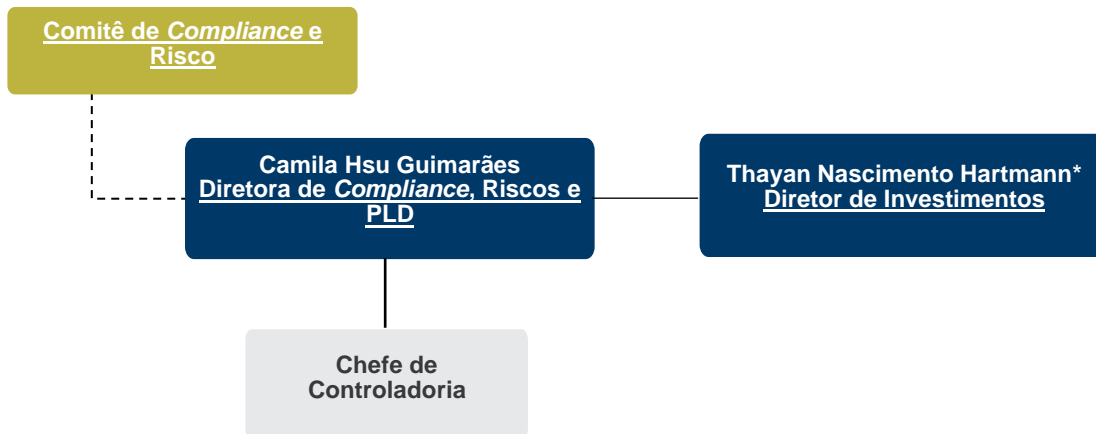 Comitê de Compliance e
Risco
Camila Hsu Guimarães
Diretora de Compliance, Riscos e
PLD
Thayan Nascimento Hartmann*
Diretor de Investimentos
Chefe de
Controladoria